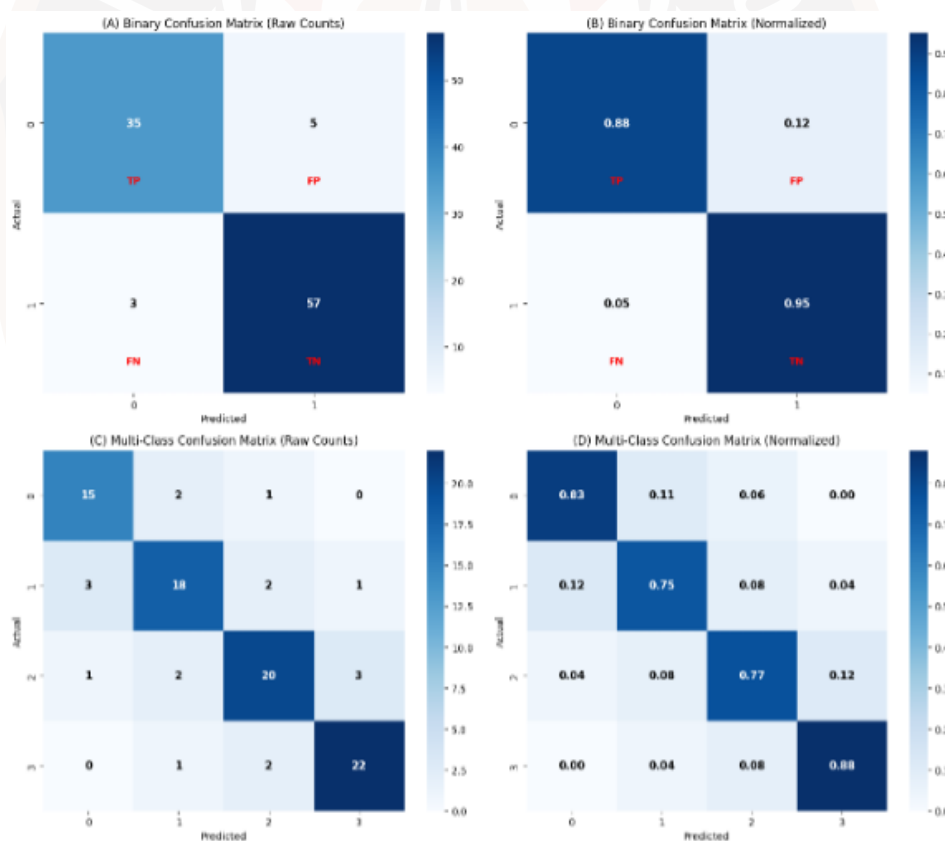 (A) Binary Confusion Matrix (Raw Counts)
35 5
TP FP
3 57
FN TN
0 1
Actual
0 1
Predicted
50
40
30
20
10
(B) Binary Confusion Matrix (Normalized)
0.88 0.12
TP FP
0.05 0.95
FN TN
0 1
Actual
0 1
Predicted
(C) Multi-Class Confusion Matrix (Raw Counts)
15 2 1 0
3 18 2 1
1 2 20 3
0 1 2 22
0 1 2 3
Actual
0 1 2 3
Predicted
20.0
17.5
15.0
12.5
10.0
7.5
5.0
2.5
0.0
(D) Multi-Class Confusion Matrix (Normalized)
0.83 0.11 0.06 0.00
0.12 0.75 0.08 0.04
0.04 0.08 0.77 0.12
0.00 0.04 0.08 0.88
0 1 2 3
Actual
0 1 2 3
Predicted